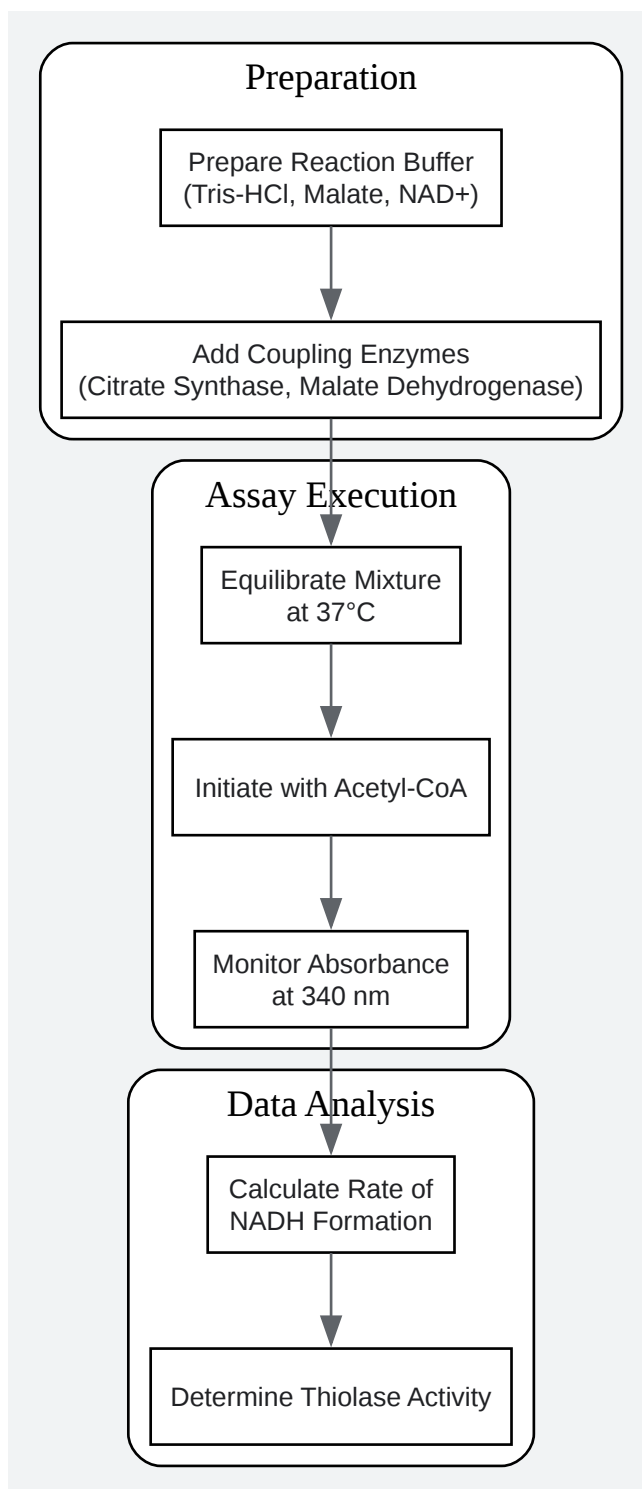 Preparation
Prepare Reaction Buffer
(Tris-HCl, Malate, NAD+)
Add Coupling Enzymes
(Citrate Synthase, Malate Dehydrogenase)
Assay Execution
Equilibrate Mixture
at 37°C
Initiate with Acetyl-CoA
Monitor Absorbance
at 340 nm
Data Analysis
Calculate Rate of
NADH Formation
Determine Thiolase Activity